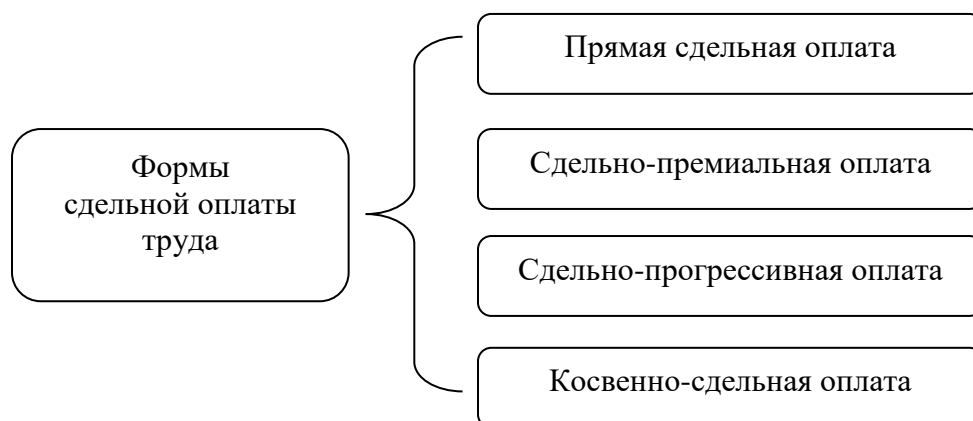 Формы
сдельной оплаты
труда
Прямая сдельная оплата
Сдельно-премиальная оплата
Сдельно-прогрессивная оплата
Косвенно-сдельная оплата